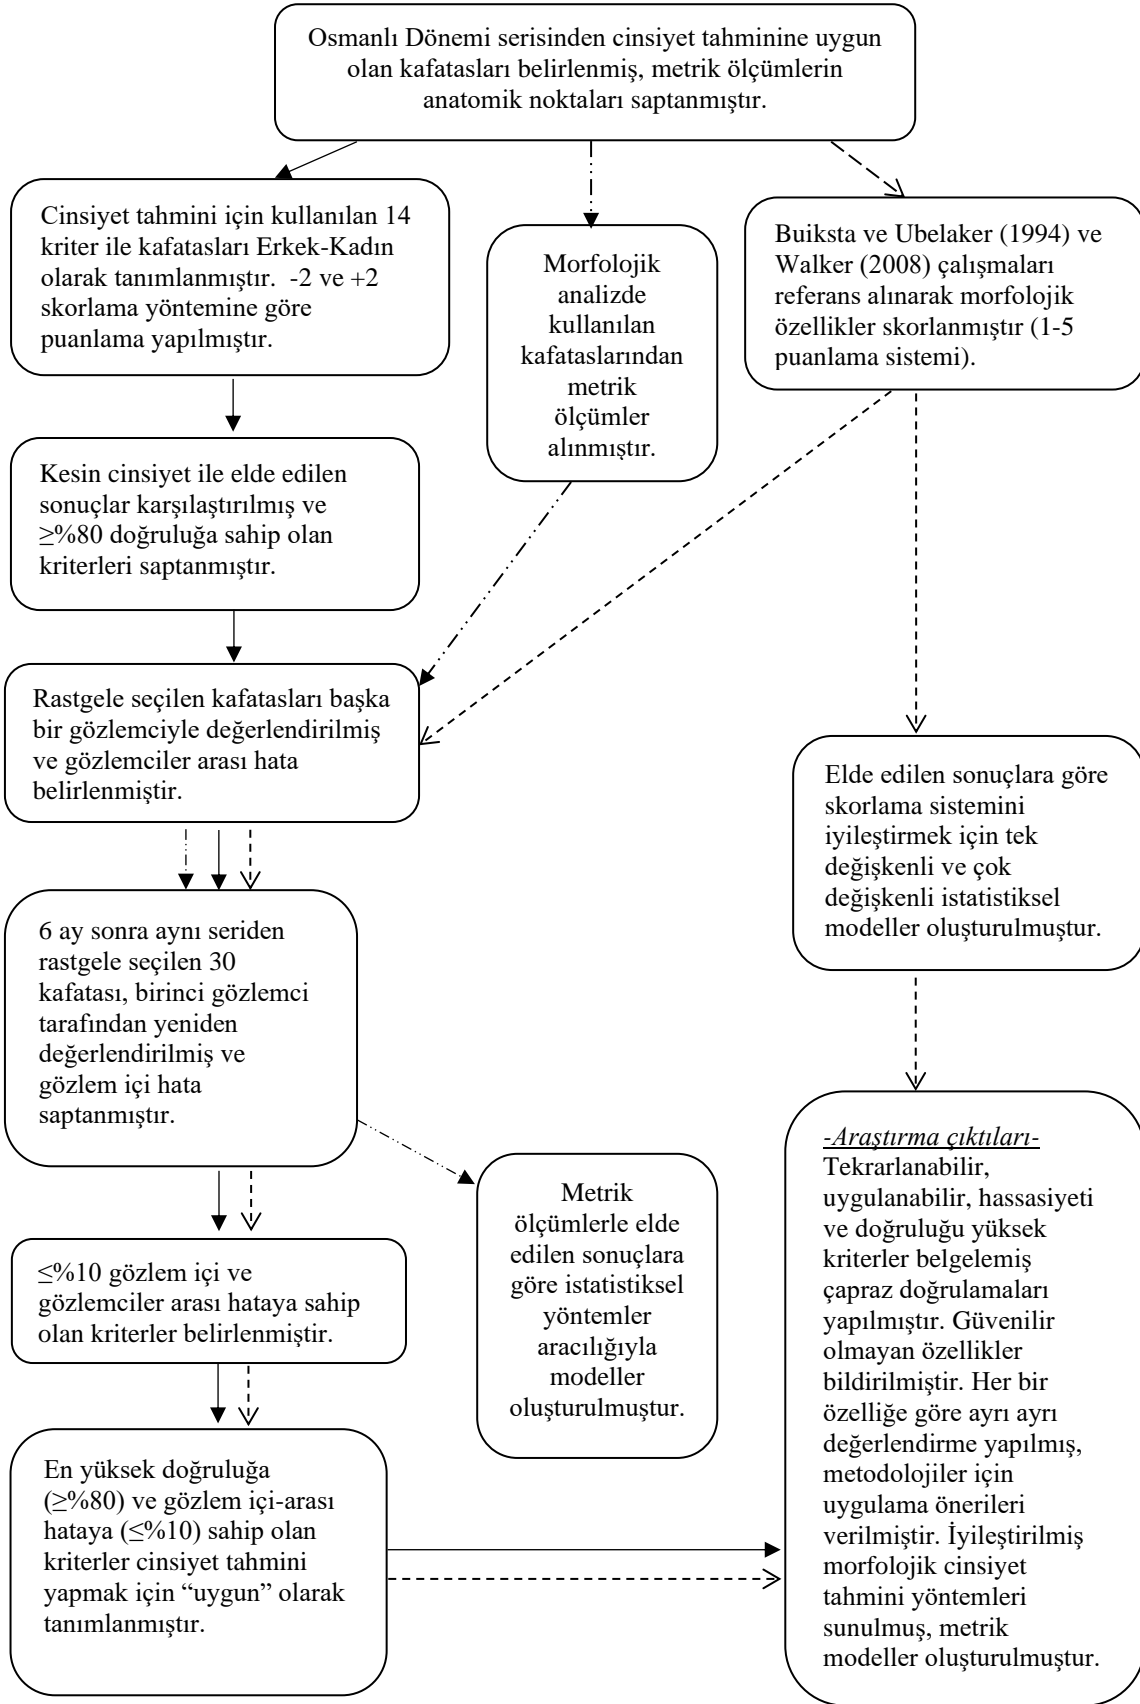 Osmanlı Dönemi serisinden cinsiyet tahminine uygun
olan kafatasları belirlenmiş, metrik ölçümlerin
anatomik noktaları saptanmıştır.
Cinsiyet tahmini için kullanılan 14
kriter ile kafatasları Erkek-Kadın
olarak tanımlanmıştır. -2 ve +2
skorlama yöntemine göre
puanlama yapılmıştır.
Morfolojik
analizde
kullanılan
kafataslarından
metrik
ölçümler
alınmıştır.
Buiksta ve Ubelaker (1994) ve
Walker (2008) çalışmaları
referans alınarak morfolojik
özellikler skorlanmıştır (1-5
puanlama sistemi).
Kesin cinsiyet ile elde edilen
sonuçlar karşılaştırılmış ve
≥%80 doğruluğa sahip olan
kriterleri saptanmıştır.
Rastgele seçilen kafatasları başka
bir gözlemciyle değerlendirilmiş
ve gözlemciler arası hata
belirlenmiştir.
Elde edilen sonuçlara göre
skorlama sistemini
iyileştirmek için tek
değişkenli ve çok
değişkenli istatistiksel
modeller oluşturulmuştur.
6 ay sonra aynı seriden
rastgele seçilen 30
kafatası, birinci gözlemci
tarafından yeniden
değerlendirilmiş ve
gözlem içi hata
saptanmıştır.
Metrik
ölçümlerle elde
edilen sonuçlara
göre istatistiksel
yöntemler
aracılığıyla
modeller
oluşturulmuştur.
≤%10 gözlem içi ve
gözlemciler arası hataya sahip
olan kriterler belirlenmiştir.
En yüksek doğruluğa
(≥%80) ve gözlem içi-arası
hataya (≤%10) sahip olan
kriterler cinsiyet tahmini
yapmak için “uygun” olarak
tanımlanmıştır.
-Araştırma çıktıları-
Tekrarlanabilir,
uygulanabilir, hassasiyeti
ve doğruluğu yüksek
kriterler belgelemiş
çapraz doğrulamaları
yapılmıştır. Güvenilir
olmayan özellikler
bildirilmiştir. Her bir
özelliğe göre ayrı ayrı
değerlendirme yapılmış,
metodolojiler için
uygulama önerileri
verilmiştir. İyileştirilmiş
morfolojik cinsiyet
tahmini yöntemleri
sunulmuş, metrik
modeller oluşturulmuştur.